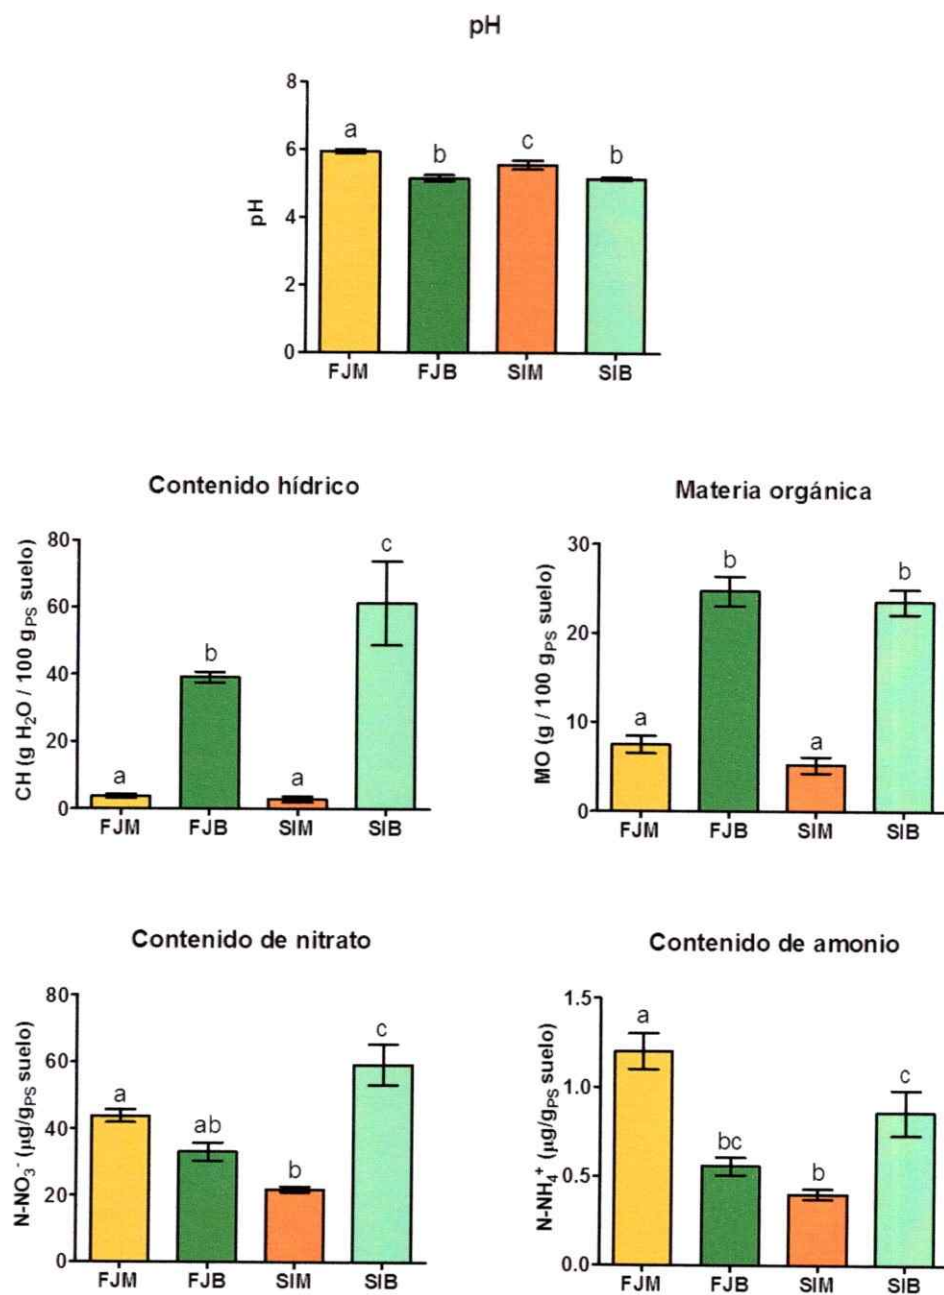 pH
pH
8
6
4
2
0
a
b
c
b
FJM FJB SIM SIB
Contenido hídrico
CH (g H₂O / 100 gPS suelo)
80
60
40
20
0
a
b
a
c
FJM FJB SIM SIB
Materia orgánica
MO (g / 100 gPS suelo)
30
20
10
0
a
b
a
b
FJM FJB SIM SIB
Contenido de nitrato
N-NO₃⁻ (µg/gPS suelo)
80
60
40
20
0
a
ab
b
c
FJM FJB SIM SIB
Contenido de amonio
N-NH₄⁺ (µg/gPS suelo)
1.5
1.0
0.5
0.0
a
bc
b
c
FJM FJB SIM SIB